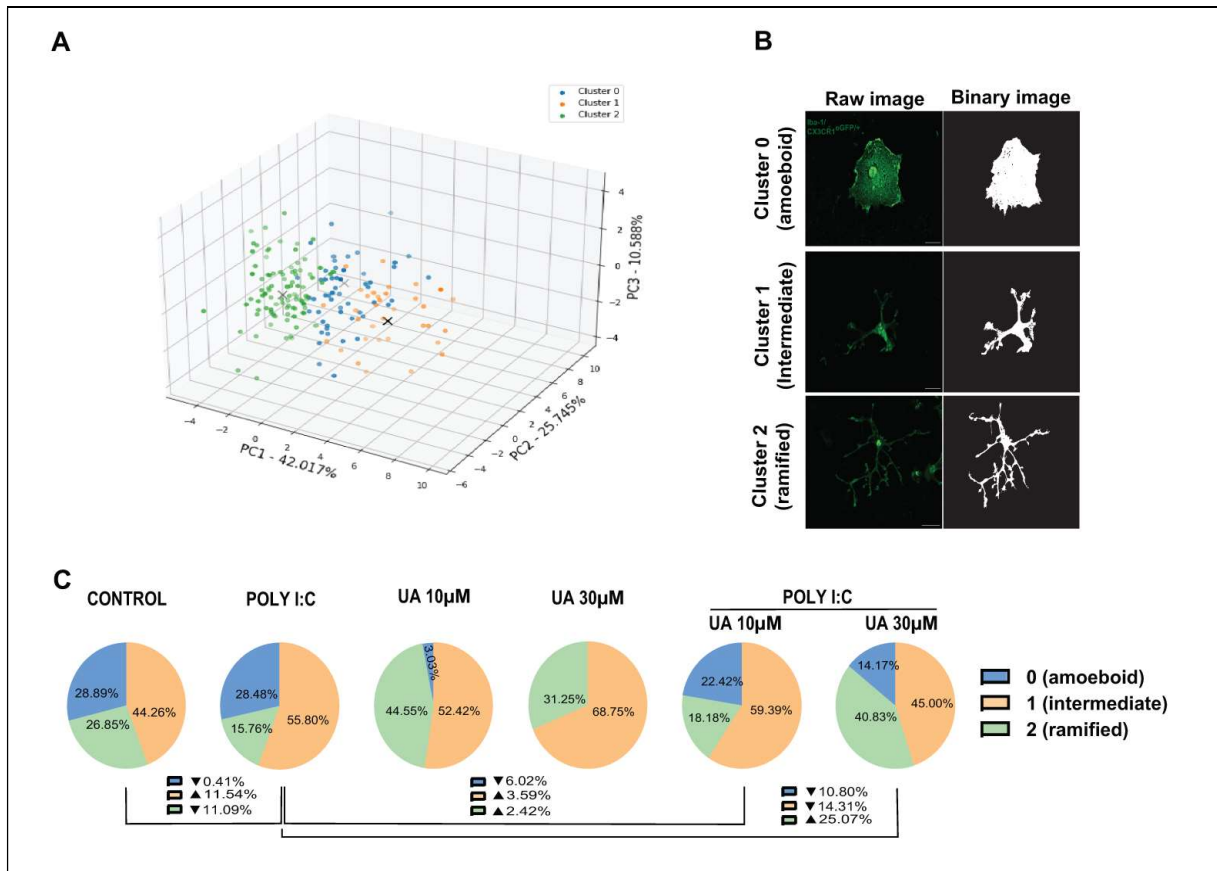 A
Cluster 0
Cluster 1
Cluster 2
4
2
0
−2
−4
PC3 - 10.588%
10
8
6
4
2
0
−2
−4
−6
PC2 - 25.745%
−4
−2
0
2
4
6
8
10
PC1 - 42.017%
B
Raw image Binary image
Cluster 0
(amoeboid)
Iba-1/
CX3CR1eGFP/+
Cluster 1
(Intermediate)
Cluster 2
(ramified)
C
CONTROL POLY I:C UA 10µM UA 30µM POLY I:C
UA 10µM UA 30µM
28.89%
44.26%
26.85%
28.48%
55.80%
15.76%
3.03%
44.55%
52.42%
31.25%
68.75%
22.42%
59.39%
18.18%
14.17%
45.00%
40.83%
0 (amoeboid)
1 (intermediate)
2 (ramified)
▼0.41%
▲11.54%
▼11.09%
▼6.02%
▲3.59%
▲2.42%
▼10.80%
▼14.31%
▲25.07%